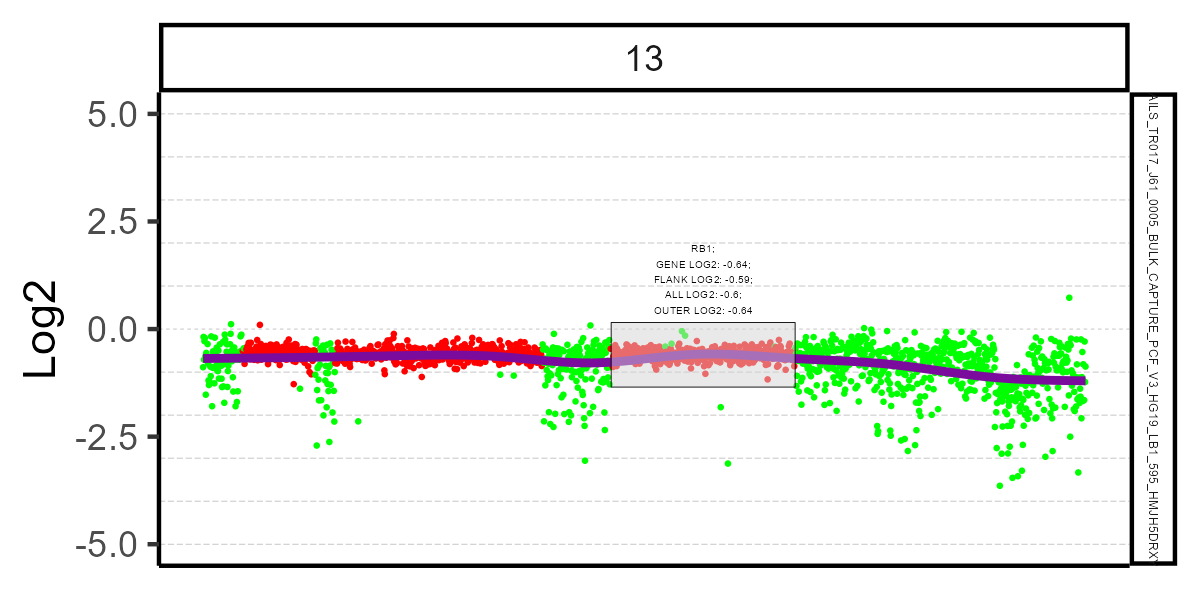 13
5.0
2.5
0.0
-2.5
-5.0
Log2
RB1;
GENE LOG2: -0.64;
FLANK LOG2: -0.59;
ALL LOG2: -0.6;
OUTER LOG2: -0.64
AILS_TR017_J61_0005_BULK_CAPTURE_PCF_V3_HG19_LB1_595_HMJH5DRX